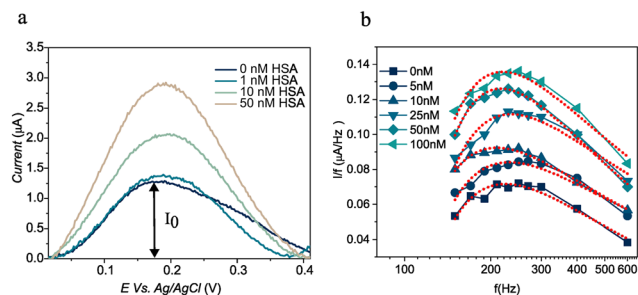 a
b
3.5
3.0
2.5
2.0
1.5
1.0
0.5
0.0
Current (µA)
0 nM HSA
1 nM HSA
10 nM HSA
50 nM HSA
I0
0.0
0.1
0.2
0.3
0.4
E Vs. Ag/AgCl (V)
0.14
0.12
0.10
0.08
0.06
0.04
I/f (µA/Hz)
0nM
5nM
10nM
25nM
50nM
100nM
100
200
300
400
500
600
f(Hz)